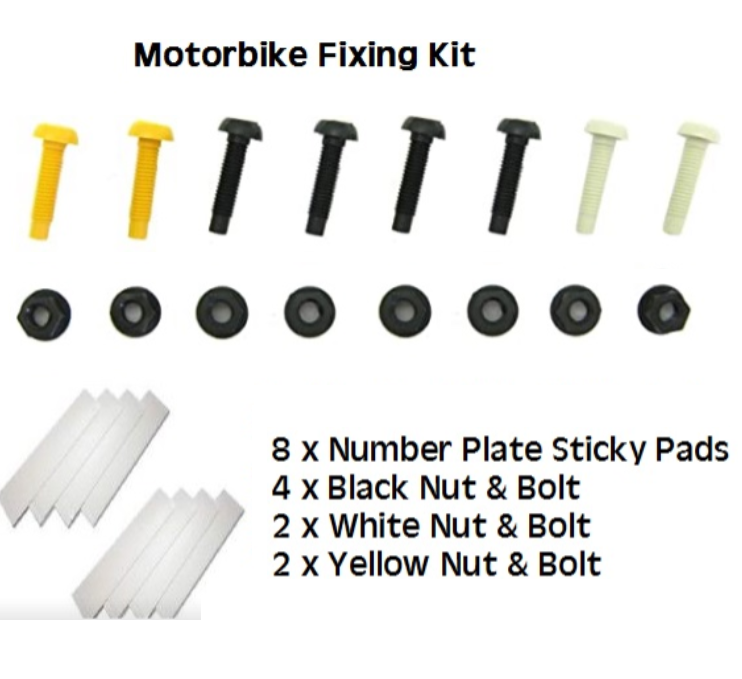 Motorbike Fixing Kit
8 x Number Plate Sticky Pads
4 x Black Nut & Bolt
2 x White Nut & Bolt
2 x Yellow Nut & Bolt